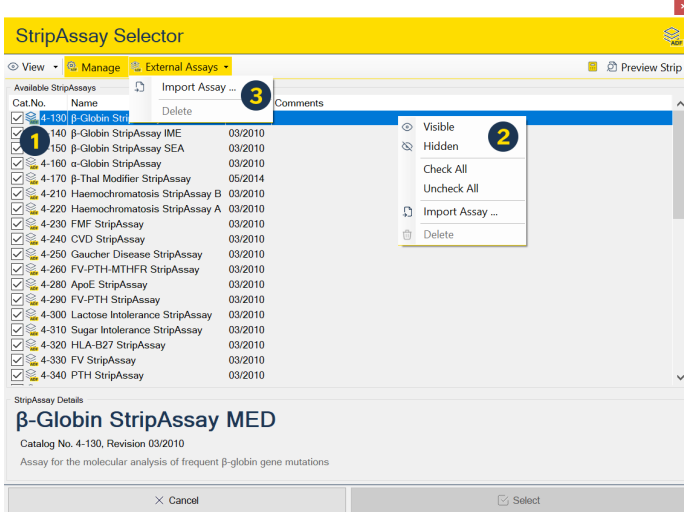 StripAssay Selector
ADF
View Manage External Assays Preview Strip
Available StripAssays
Import Assay ...
3
Delete
Cat.No. Name Comments
4-130 β-Globin Stri
1
-140 β-Globin StripAssay IME 03/2010
-150 β-Globin StripAssay SEA 03/2010
4-160 α-Globin StripAssay 03/2010
4-170 β-Thal Modifier StripAssay 05/2014
4-210 Haemochromatosis StripAssay B 03/2010
4-220 Haemochromatosis StripAssay A 03/2010
4-230 FMF StripAssay 03/2010
4-240 CVD StripAssay 03/2010
4-250 Gaucher Disease StripAssay 03/2010
4-260 FV-PTH-MTHFR StripAssay 03/2010
4-280 ApoE StripAssay 03/2010
4-290 FV-PTH StripAssay 03/2010
4-300 Lactose Intolerance StripAssay 03/2010
4-310 Sugar Intolerance StripAssay 03/2010
4-320 HLA-B27 StripAssay 03/2010
4-330 FV StripAssay 03/2010
4-340 PTH StripAssay 03/2010
Visible
2
Hidden
Check All
Uncheck All
Import Assay ...
Delete
StripAssay Details
β-Globin StripAssay MED
Catalog No. 4-130, Revision 03/2010
Assay for the molecular analysis of frequent β-globin gene mutations
Cancel Select